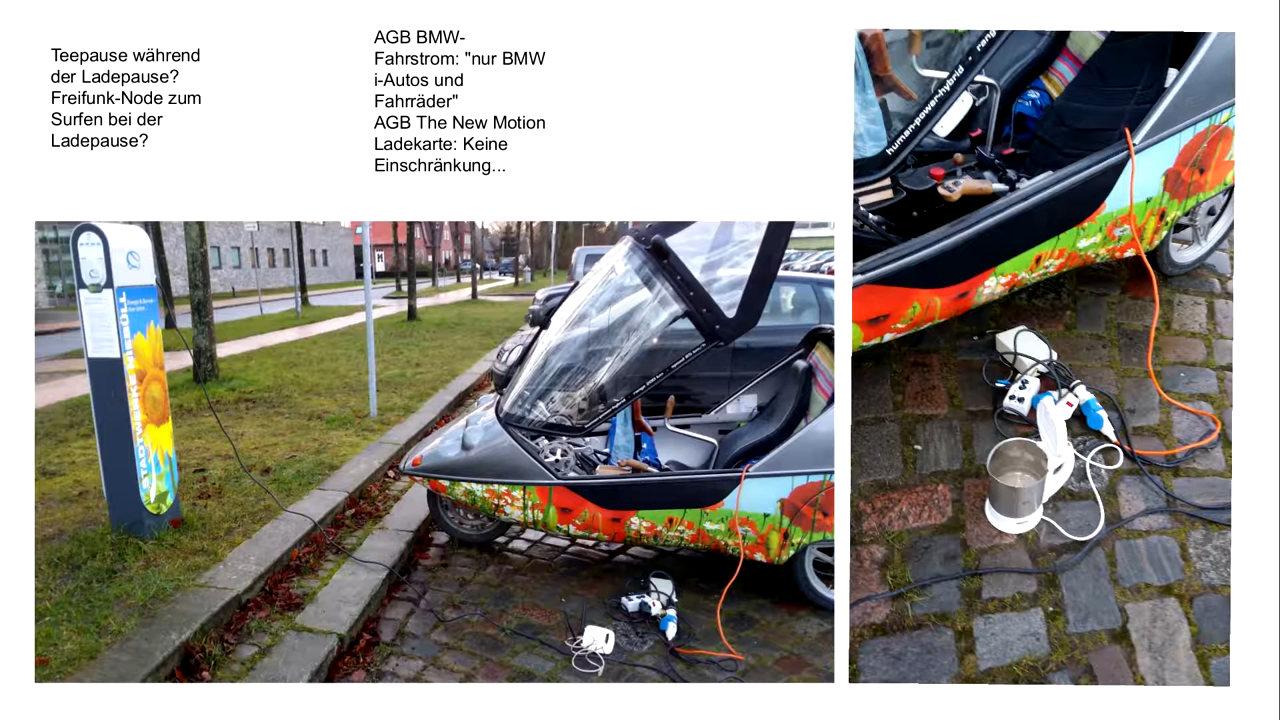 Teepause während
der Ladepause?
Freifunk-Node zum
Surfen bei der
Ladepause?
AGB BMW-
Fahrstrom: "nur BMW
i-Autos und
Fahrräder"
AGB The New Motion
Ladekarte: Keine
Einschränkung...
human-power-hybrid - rang